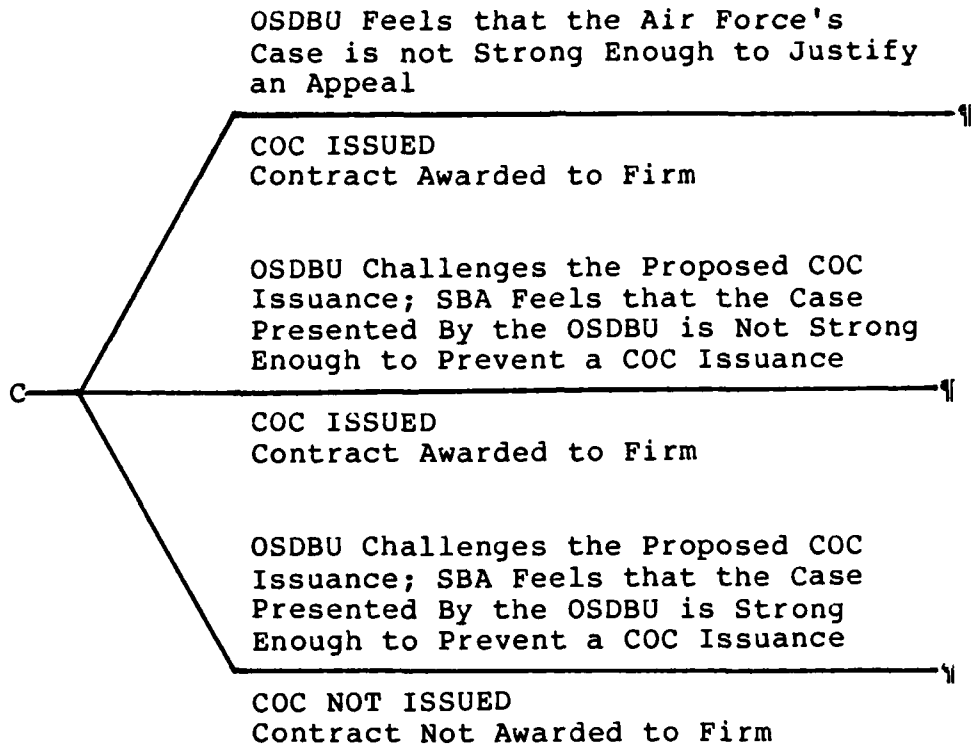 OSDBU Feels that the Air Force's
Case is not Strong Enough to Justify
an Appeal
¶
COC ISSUED
Contract Awarded to Firm
OSDBU Challenges the Proposed COC
Issuance; SBA Feels that the Case
Presented By the OSDBU is Not Strong
Enough to Prevent a COC Issuance
C ¶
COC ISSUED
Contract Awarded to Firm
OSDBU Challenges the Proposed COC
Issuance; SBA Feels that the Case
Presented By the OSDBU is Strong
Enough to Prevent a COC Issuance
¶
COC NOT ISSUED
Contract Not Awarded to Firm